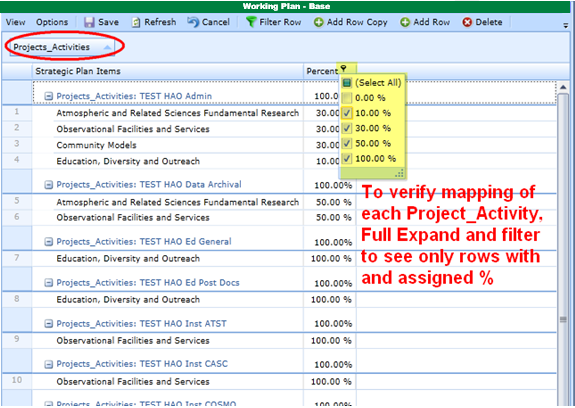 Working Plan - Base
View Options Save Refresh Cancel Filter Row Add Row Copy Add Row Delete
Projects_Activities
Strategic Plan Items Percent
(Select All)
0.00 %
10.00 %
30.00 %
50.00 %
100.00 %
Projects_Activities: TEST HAO Admin 100.0
1 Atmospheric and Related Sciences Fundamental Research 30.00
2 Observational Facilities and Services 30.00
3 Community Models 30.00
4 Education, Diversity and Outreach 10.00
Projects_Activities: TEST HAO Data Archival 100.00%
5 Atmospheric and Related Sciences Fundamental Research 50.00 %
6 Observational Facilities and Services 50.00 %
Projects_Activities: TEST HAO Ed General 100.00%
7 Education, Diversity and Outreach 100.00 %
Projects_Activities: TEST HAO Ed Post Docs 100.00%
8 Education, Diversity and Outreach 100.00 %
Projects_Activities: TEST HAO Inst ATST 100.00%
9 Observational Facilities and Services 100.00 %
Projects_Activities: TEST HAO Inst CASC 100.00%
10 Observational Facilities and Services 100.00 %
Projects_Activities: TEST HAO Inst COSMO 100.00%
To verify mapping of
each Project_Activity,
Full Expand and filter
to see only rows with
and assigned %